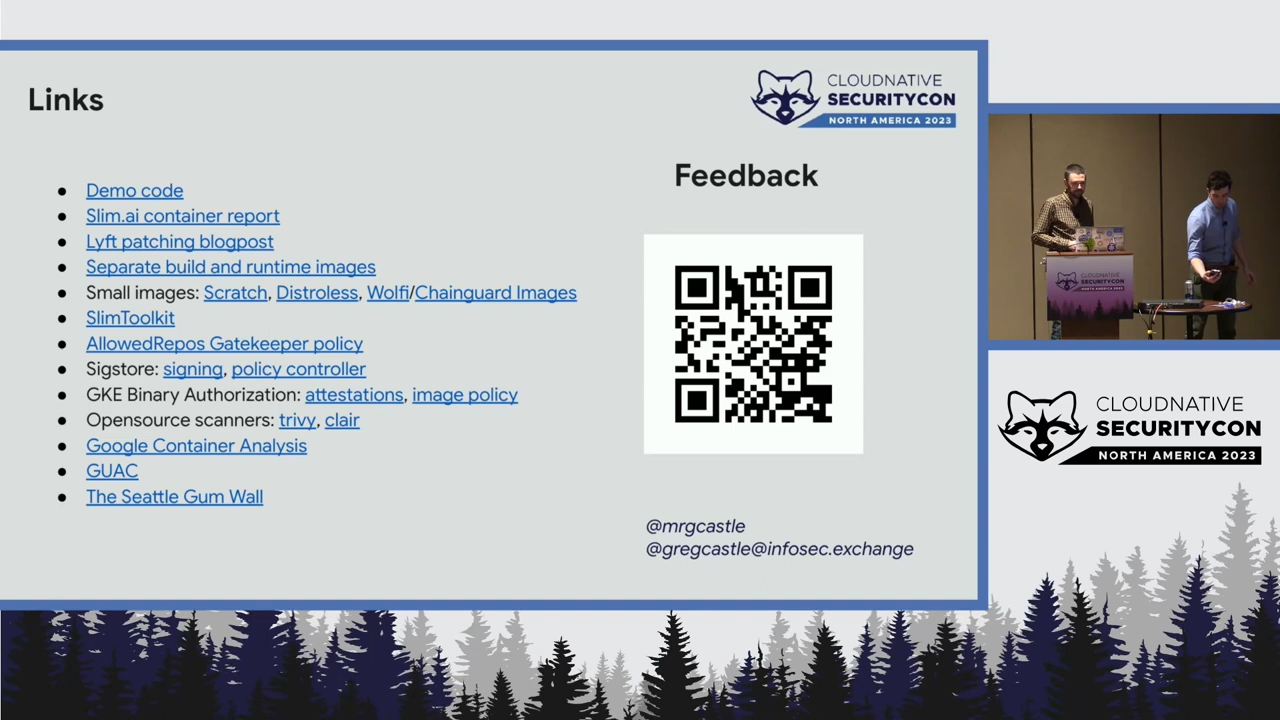 Links
CLOUDNATIVE
SECURITYCON
NORTH AMERICA 2023
Demo code
Slim.ai container report
Lyft patching blogpost
Separate build and runtime images
Small images: Scratch, Distroless, Wolfi/Chainguard Images
SlimToolkit
AllowedRepos Gatekeeper policy
Sigstore: signing, policy controller
GKE Binary Authorization: attestations, image policy
Opensource scanners: trivy, clair
Google Container Analysis
GUAC
The Seattle Gum Wall
Feedback
@mrgcastle
@gregcastle@infosec.exchange
CLOUDNATIVE
SECURITYCON
CLOUDNATIVE
SECURITYCON
NORTH AMERICA 2023